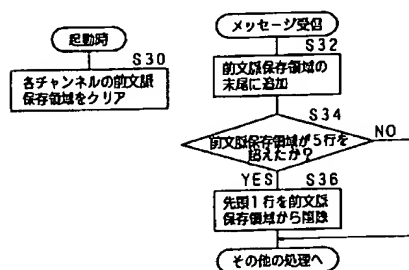 起動時
S30
各チャンネルの前文脈
保存領域をクリア
メッセージ受信
S32
前文脈保存領域の
末尾に追加
S34
前文脈保存領域が5行を
超えたか?
NO
YES
S36
先頭1行を前文脈
保存領域から削除
その他の処理へ